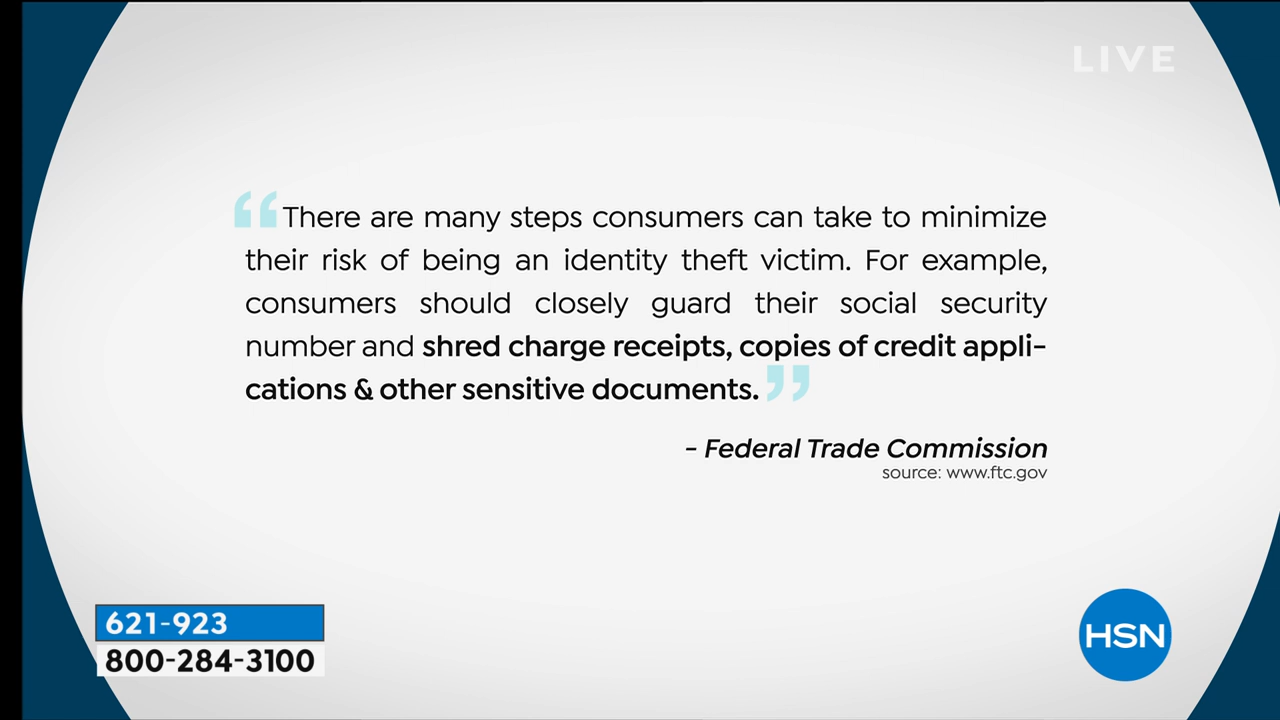 LIVE
“There are many steps consumers can take to minimize
their risk of being an identity theft victim. For example,
consumers should closely guard their social security
number and shred charge receipts, copies of credit appli-
cations & other sensitive documents.”
- Federal Trade Commission
source: www.ftc.gov
621-923
800-284-3100
HSN